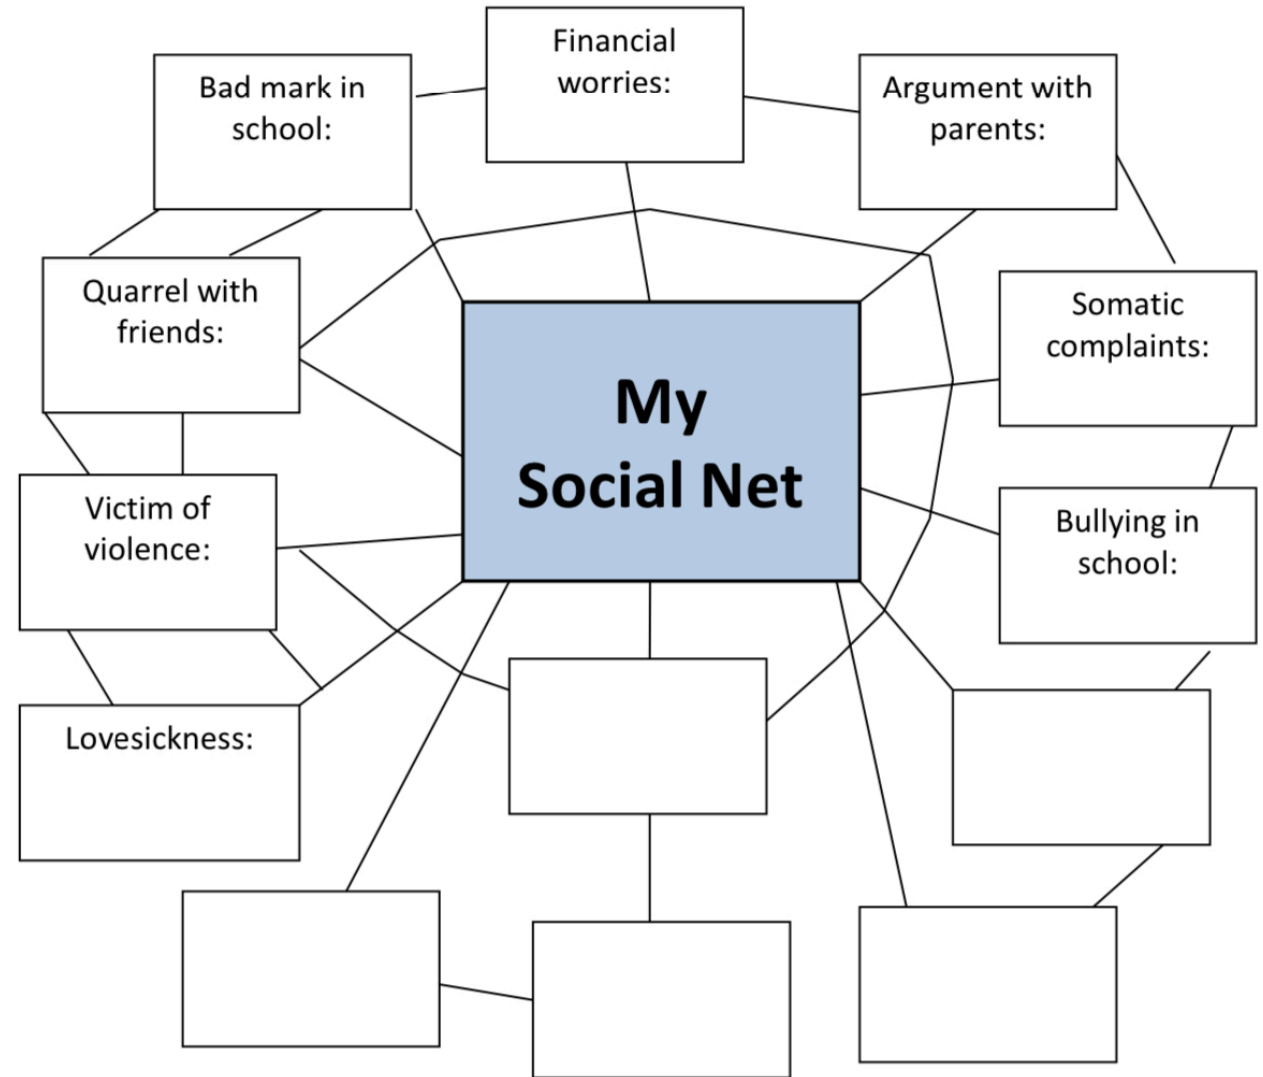 Financial
worries:
Bad mark in
school:
Argument with
parents:
Quarrel with
friends:
Somatic
complaints:
My
Social Net
Victim of
violence:
Bullying in
school:
Lovesickness: